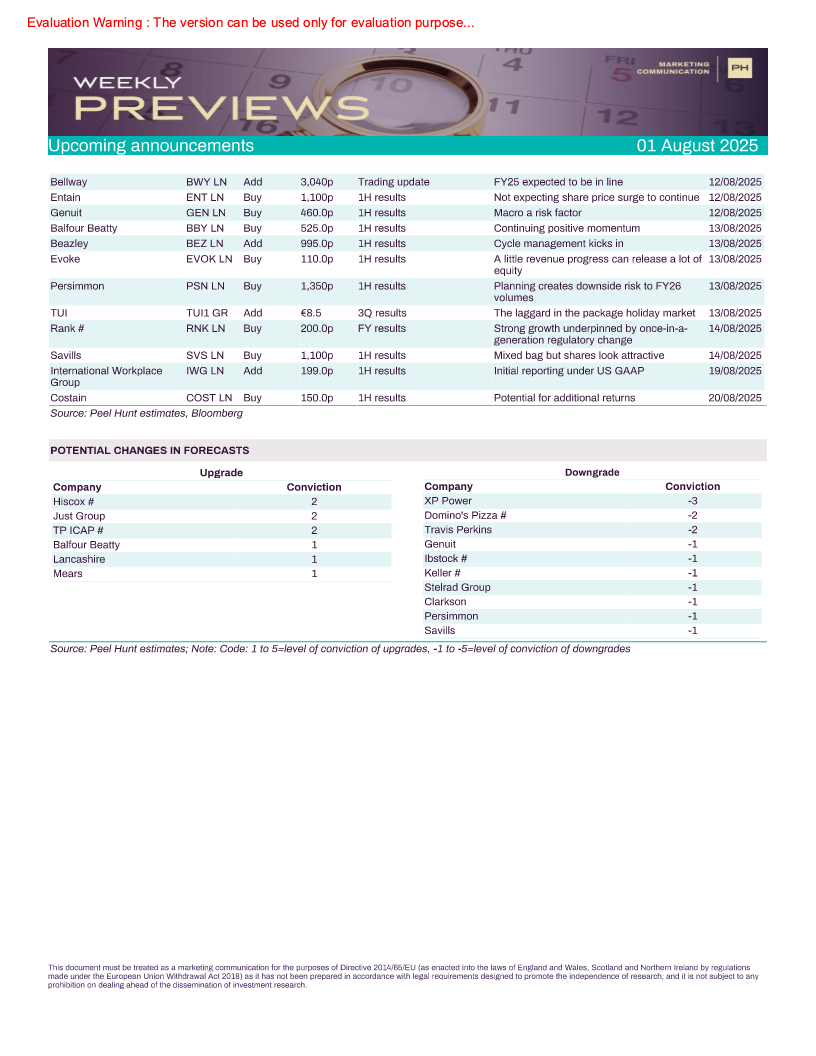 Evaluation Warning : The version can be used only for evaluation purpose...
WEEKLY
PREVIEWS
MARKETING
COMMUNICATION
PH
8
9
10
THU
4
FRI
5
6
11
12
13
16
Upcoming announcements 01 August 2025
Bellway BWY LN Add 3,040p Trading update FY25 expected to be in line 12/08/2025
Entain ENT LN Buy 1,100p 1H results Not expecting share price surge to continue 12/08/2025
Genuit GEN LN Buy 460.0p 1H results Macro a risk factor 12/08/2025
Balfour Beatty BBY LN Buy 525.0p 1H results Continuing positive momentum 13/08/2025
Beazley BEZ LN Add 995.0p 1H results Cycle management kicks in 13/08/2025
Evoke EVOK LN Buy 110.0p 1H results A little revenue progress can release a lot of 13/08/2025
equity
Persimmon PSN LN Buy 1,350p 1H results Planning creates downside risk to FY26 13/08/2025
volumes
TUI TUI1 GR Add €8.5 3Q results The laggard in the package holiday market 13/08/2025
Rank # RNK LN Buy 200.0p FY results Strong growth underpinned by once-in-a- 14/08/2025
generation regulatory change
Savills SVS LN Buy 1,100p 1H results Mixed bag but shares look attractive 14/08/2025
International Workplace IWG LN Add 199.0p 1H results Initial reporting under US GAAP 19/08/2025
Group
Costain COST LN Buy 150.0p 1H results Potential for additional returns 20/08/2025
Source: Peel Hunt estimates, Bloomberg
POTENTIAL CHANGES IN FORECASTS
Upgrade
Company Conviction
Hiscox # 2
Just Group 2
TP ICAP # 2
Balfour Beatty 1
Lancashire 1
Mears 1
Downgrade
Company Conviction
XP Power -3
Domino's Pizza # -2
Travis Perkins -2
Genuit -1
Ibstock # -1
Keller # -1
Stelrad Group -1
Clarkson -1
Persimmon -1
Savills -1
Source: Peel Hunt estimates; Note: Code: 1 to 5=level of conviction of upgrades, -1 to -5=level of conviction of downgrades
This document must be treated as a marketing communication for the purposes of Directive 2014/65/EU (as enacted into the laws of England and Wales, Scotland and Northern Ireland by regulations
made under the European Union Withdrawal Act 2018) as it has not been prepared in accordance with legal requirements designed to promote the independence of research; and it is not subject to any
prohibition on dealing ahead of the dissemination of investment research.